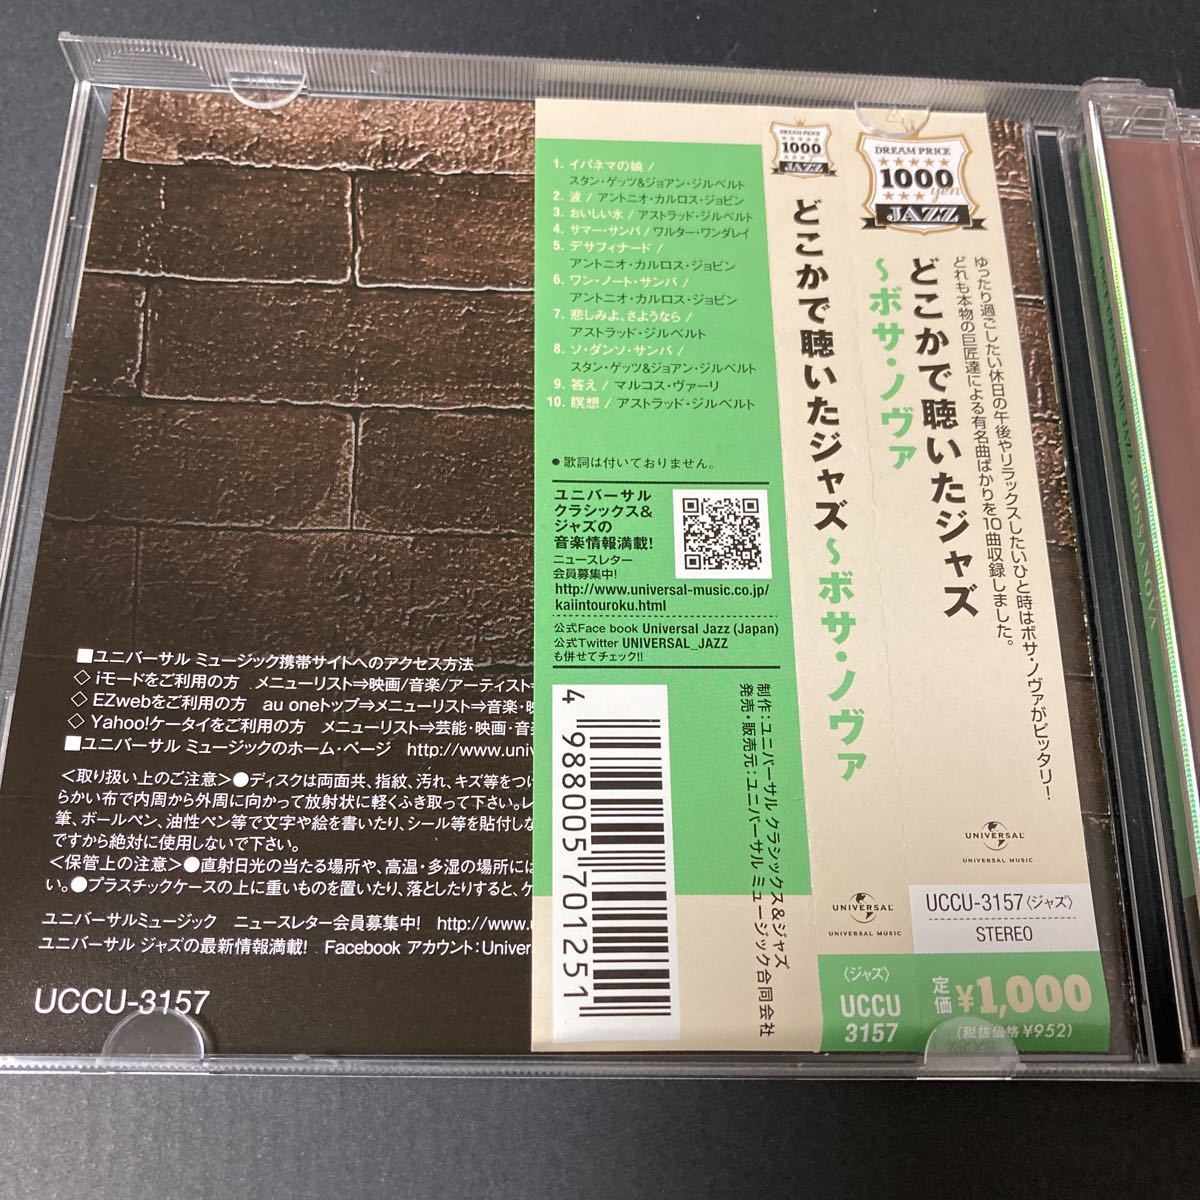 ■ユニバーサル ミュージック携帯サイトへのアクセス方法
◇ iモードをご利用の方　メニューリスト⇒映画/音楽/アーティスト⇒
◇ EZwebをご利用の方　au oneトップ⇒メニューリスト⇒音楽・映
◇ Yahoo!ケータイをご利用の方　メニューリスト⇒芸能・映画・音楽
■ユニバーサル ミュージックのホーム・ページ　http://www.univ
＜取り扱い上のご注意＞●ディスクは両面共、指紋、汚れ、キズ等をつけ
らかい布で内周から外周に向かって放射状に軽くふき取って下さい。レ
筆、ボールペン、油性ペン等で文字や絵を書いたり、シール等を貼付しな
ですから絶対に使用しないで下さい。
＜保管上の注意＞●直射日光の当たる場所や、高温・多湿の場所には
い。●プラスチックケースの上に重いものを置いたり、落としたりすると、ケ
ユニバーサルミュージック　ニュースレター会員募集中!　http://www.u
ユニバーサル ジャズの最新情報満載!　Facebook アカウント：Univer
UCCU-3157
1. イパネマの娘 /
スタン・ゲッツ&ジョアン・ジルベルト
2. 波 / アントニオ・カルロス・ジョビン
3. おいしい水 / アストラッド・ジルベルト
4. サマー・サンバ / ワルター・ワンダレイ
5. デサフィナード /
アントニオ・カルロス・ジョビン
6. ワン・ノート・サンバ /
アントニオ・カルロス・ジョビン
7. 悲しみよ、さようなら /
アストラッド・ジルベルト
8. ソ・ダンソ・サンバ /
スタン・ゲッツ&ジョアン・ジルベルト
9. 答え / マルコス・ヴァーリ
10. 瞑想 / アストラッド・ジルベルト
●歌詞は付いておりません。
ユニバーサル
クラシックス&
ジャズの
音楽情報満載!
ニュースレター
会員募集中!
http://www.universal-music.co.jp/
kaiintouroku.html
公式Face book Universal Jazz (Japan)
公式Twitter UNIVERSAL_JAZZ
も併せてチェック!!
4 988005 701251
制作：ユニバーサル クラシックス&ジャズ
発売・販売元：ユニバーサル ミュージック合同会社
DREAM PRICE
1000
yen
JAZZ
どこかで聴いたジャズ～ボサ・ノヴァ
UNIVERSAL
UNIVERSAL MUSIC
〈ジャズ〉
UCCU
3157
DREAM PRICE
1000
yen
JAZZ
ゆったり過ごしたい休日の午後やリラックスしたいひと時はボサ・ノヴァがピッタリ！
どれも本物の巨匠達による有名曲ばかりを10曲収録しました。
どこかで聴いたジャズ
～ボサ・ノヴァ
UNIVERSAL
UNIVERSAL MUSIC
UCCU-3157〈ジャズ〉
STEREO
定価 ¥1,000
(税抜価格¥952)